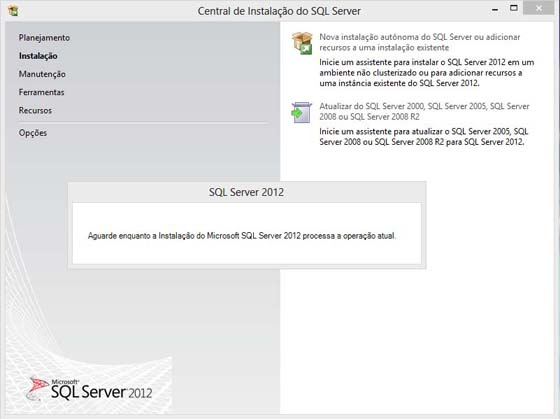 Central de Instalação do SQL Server
Planejamento
Instalação
Manutenção
Ferramentas
Recursos
Opções
Nova instalação autônoma do SQL Server ou adicionar
recursos a uma instalação existente
Inicie um assistente para instalar o SQL Server 2012 em um
ambiente não clusterizado ou para adicionar recursos a
uma instância existente do SQL Server 2012.
Atualizar do SQL Server 2000, SQL Server 2005, SQL Server
2008 ou SQL Server 2008 R2
Inicie um assistente para atualizar o SQL Server 2005, SQL
Server 2008 ou SQL Server 2008 R2 para SQL Server 2012.
SQL Server 2012
Aguarde enquanto a Instalação do Microsoft SQL Server 2012 processa a operação atual.
Microsoft
SQL Server 2012